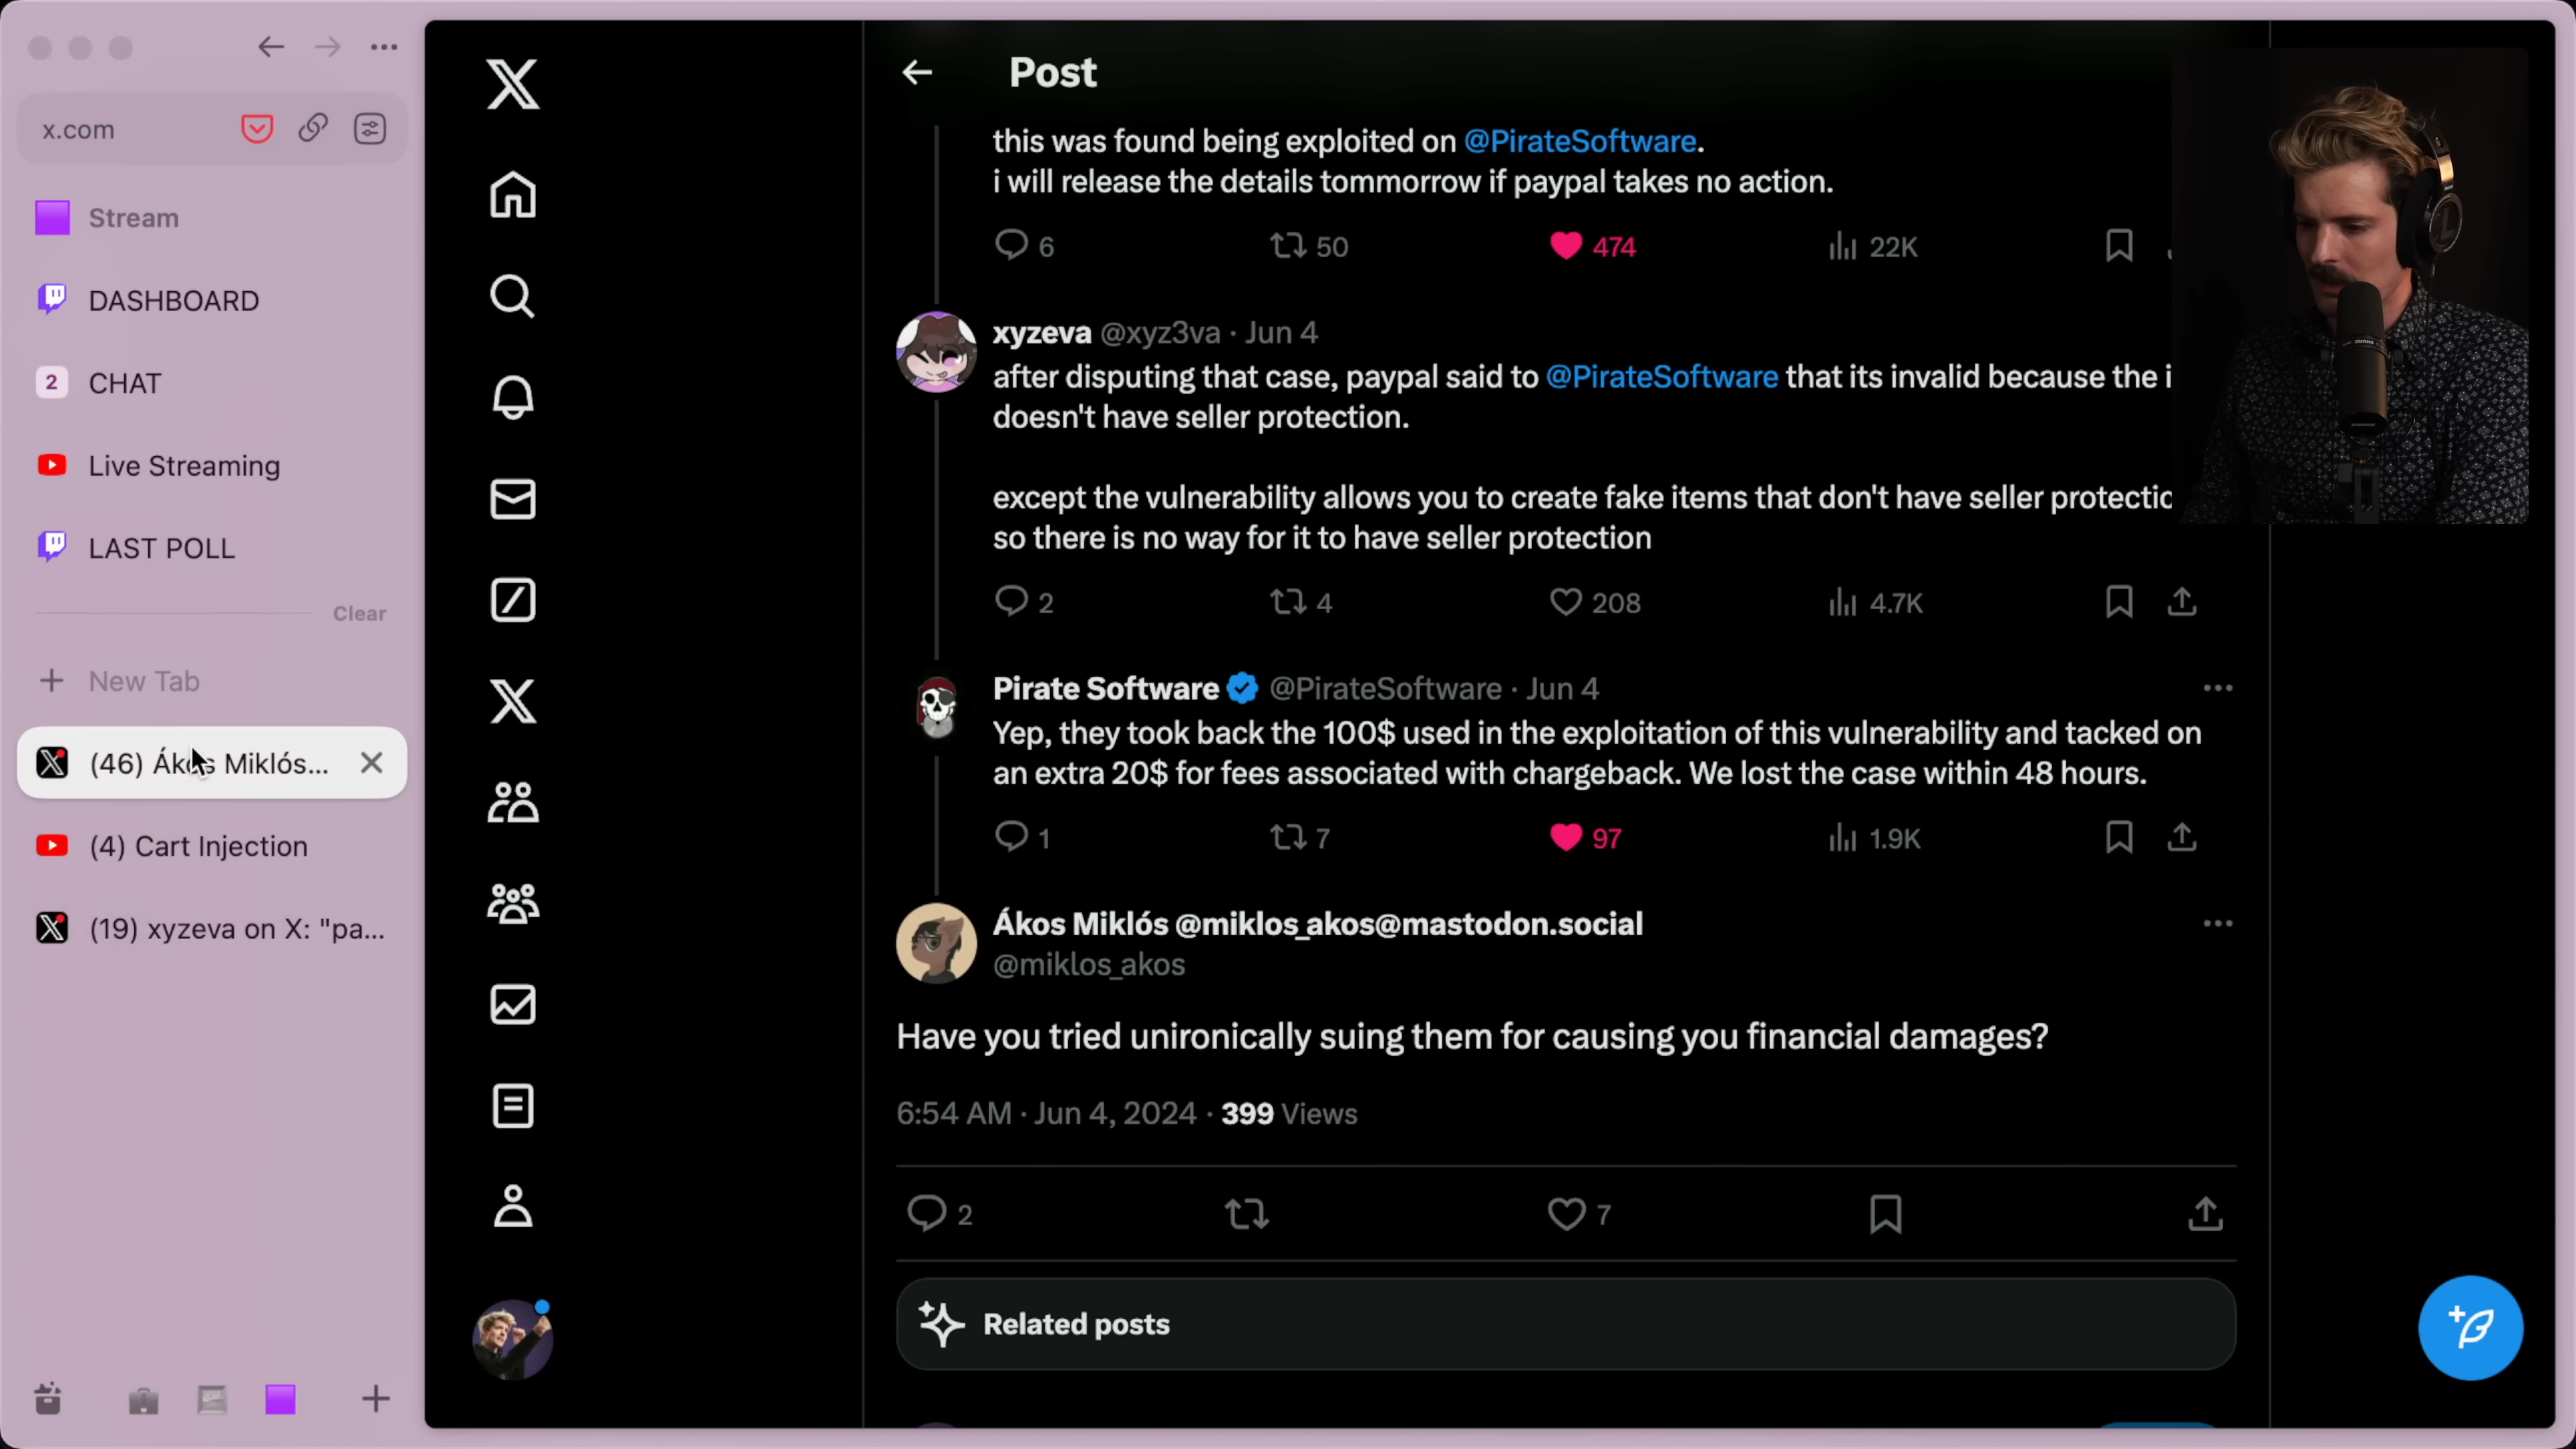 x.com
Stream
DASHBOARD
2 CHAT
Live Streaming
LAST POLL
Clear
New Tab
(46) Ákos Miklós...
(4) Cart Injection
(19) xyzeva on X: "pa...
Post
this was found being exploited on @PirateSoftware.
i will release the details tommorrow if paypal takes no action.
6 50 474 22K
xyzeva @xyz3va · Jun 4
after disputing that case, paypal said to @PirateSoftware that its invalid because the i
doesn't have seller protection.
except the vulnerability allows you to create fake items that don't have seller protectio
so there is no way for it to have seller protection
2 4 208 4.7K
Pirate Software @PirateSoftware · Jun 4
Yep, they took back the 100$ used in the exploitation of this vulnerability and tacked on
an extra 20$ for fees associated with chargeback. We lost the case within 48 hours.
1 7 97 1.9K
Ákos Miklós @miklos_akos@mastodon.social
@miklos_akos
Have you tried unironically suing them for causing you financial damages?
6:54 AM · Jun 4, 2024 · 399 Views
2 7
Related posts